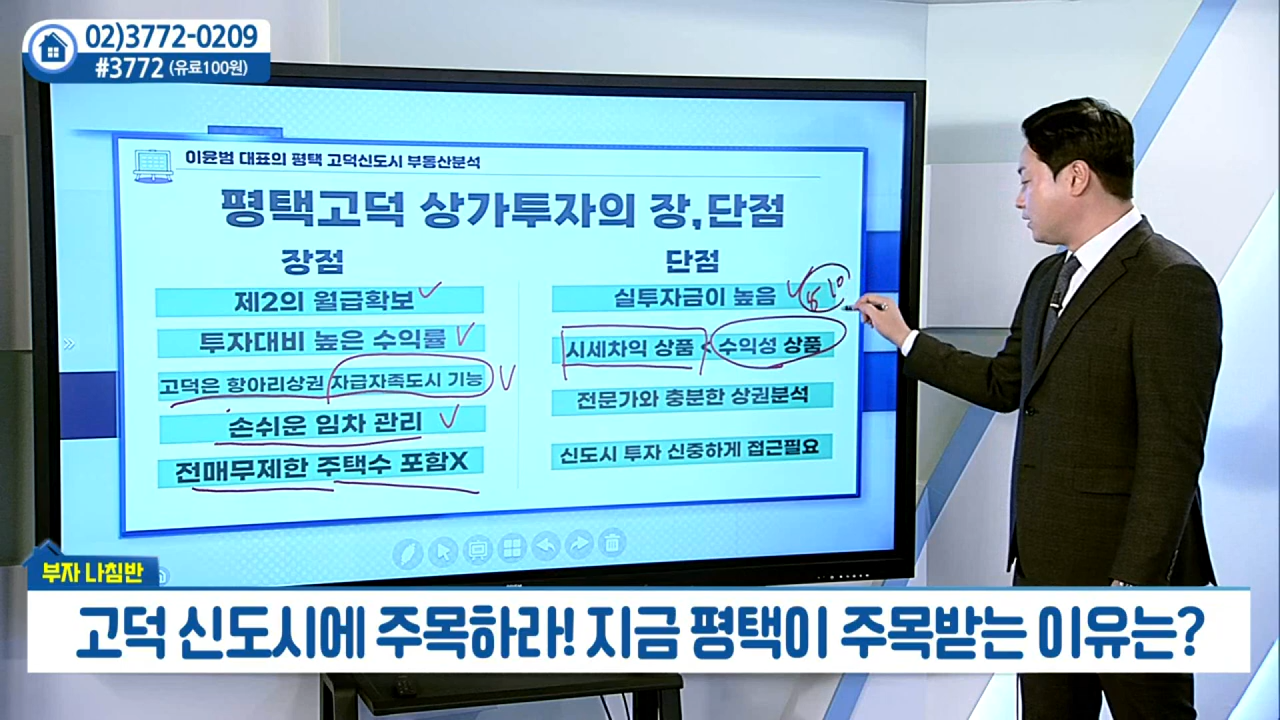 02)3772-0209
#3772 (유료100원)
이윤범 대표의 평택 고덕신도시 부동산분석
평택고덕 상가투자의 장,단점
장점
제2의 월급확보
투자대비 높은 수익률
고덕은 항아리상권 자급자족도시 기능
손쉬운 임차 관리
전매무제한 주택수 포함X
단점
실투자금이 높음
시세차익 상품 < 수익성 상품
전문가와 충분한 상권분석
신도시 투자 신중하게 접근필요
부자 나침반
고덕 신도시에 주목하라! 지금 평택이 주목받는 이유는?